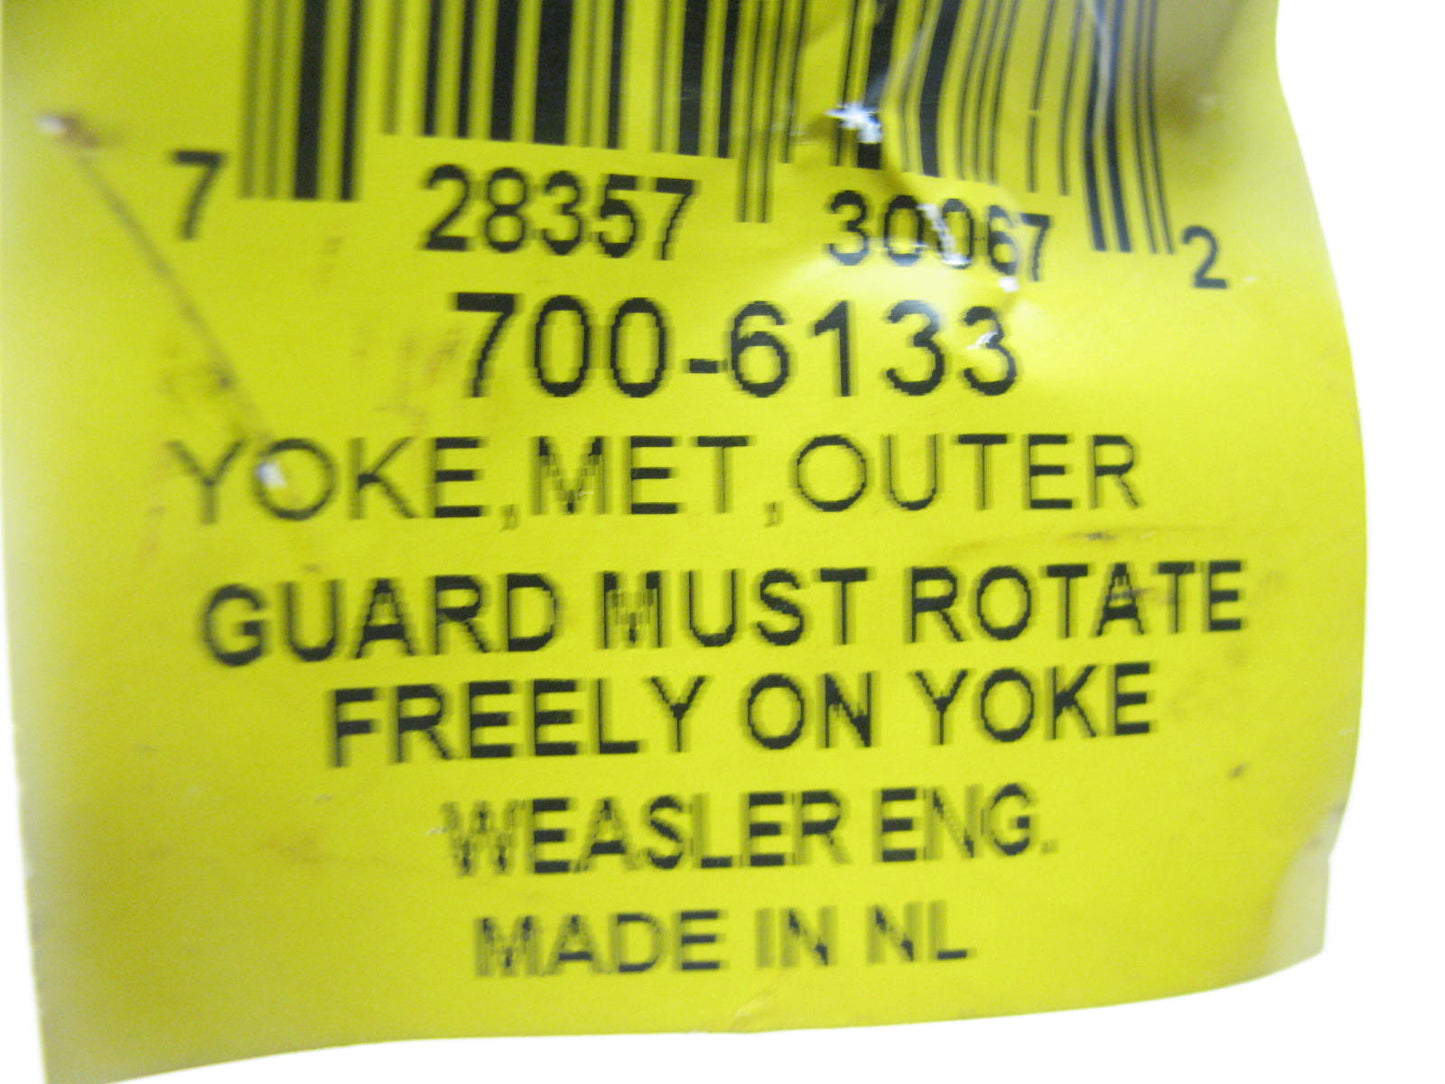 7 28357 30067 2
700-6133
YOKE,MET,OUTER
GUARD MUST ROTATE
FREELY ON YOKE
WEASLER ENG.
MADE IN NL